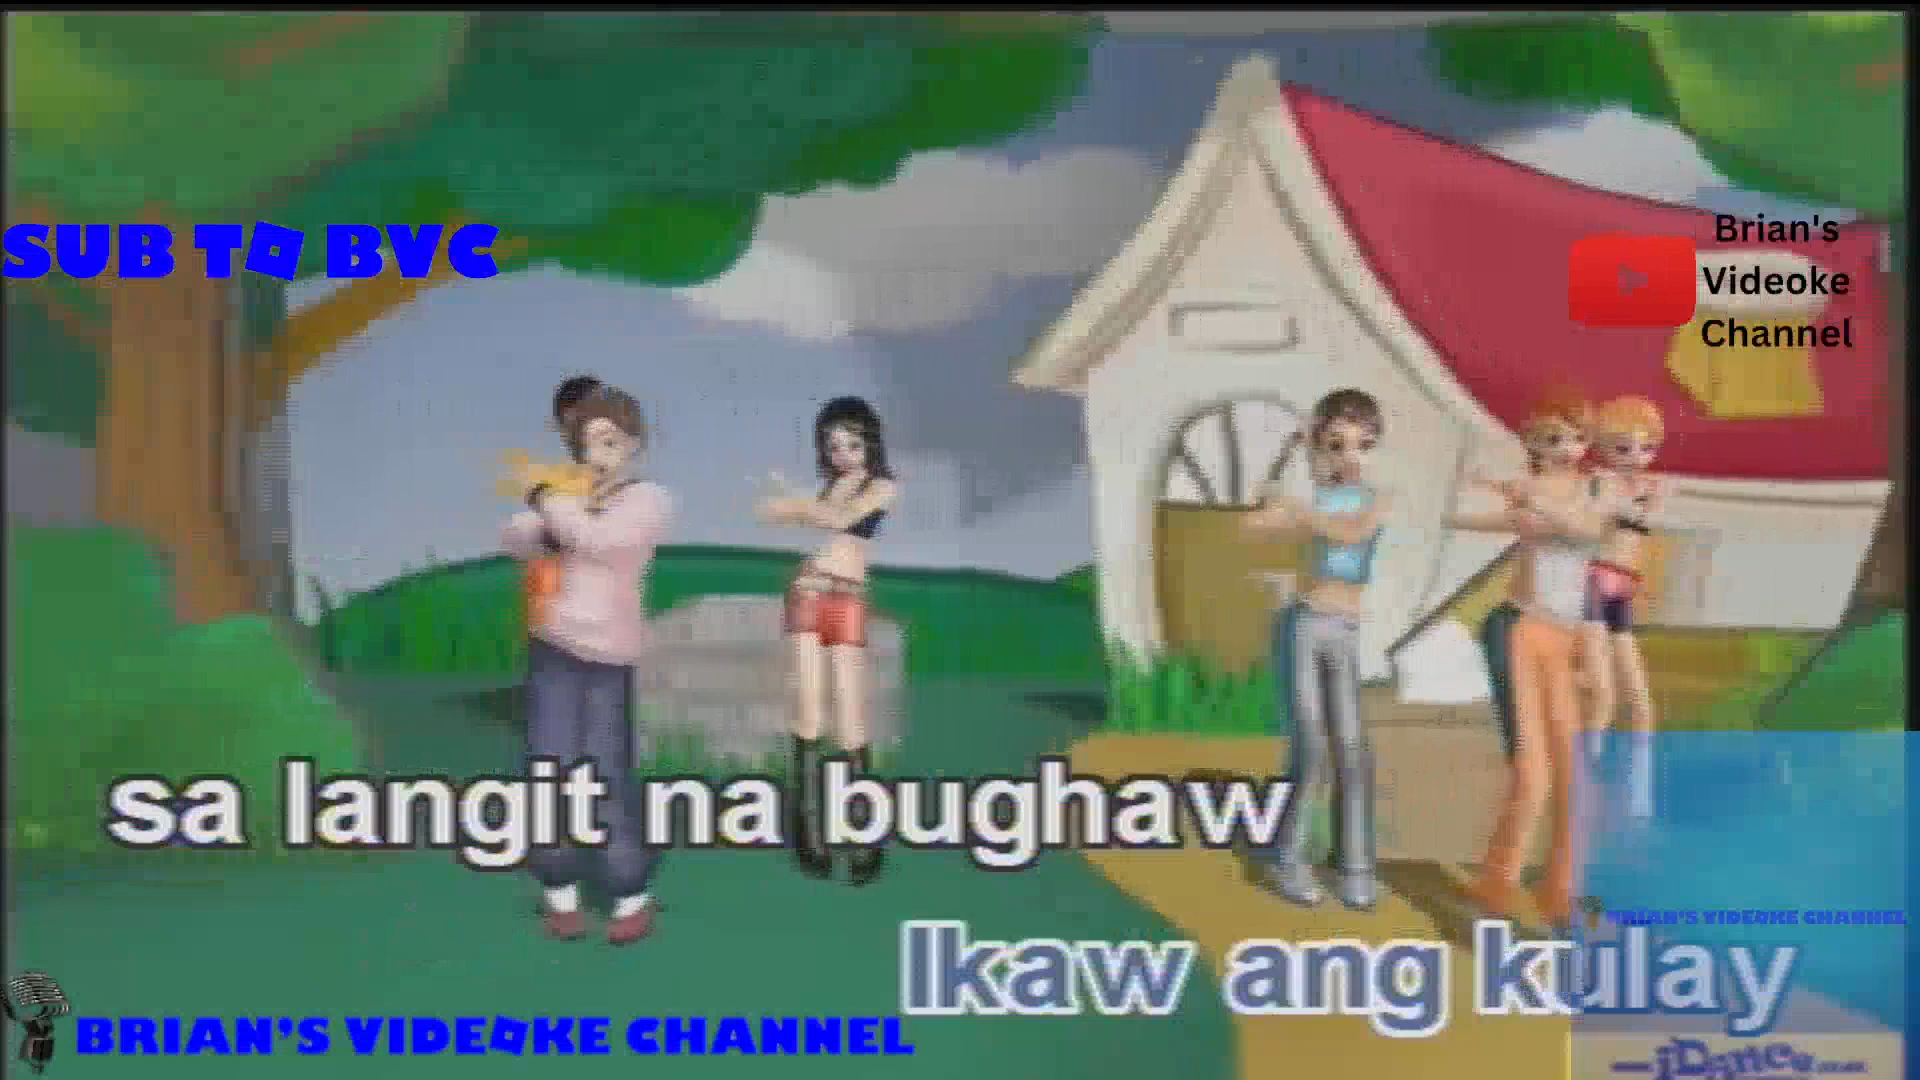 SUB TO BVC
Brian's
Videoke
Channel
sa langit na bughaw
BRIAN'S VIDEOKE CHANNEL
Ikaw ang kulay
BRIAN'S VIDEOKE CHANNEL
iDance